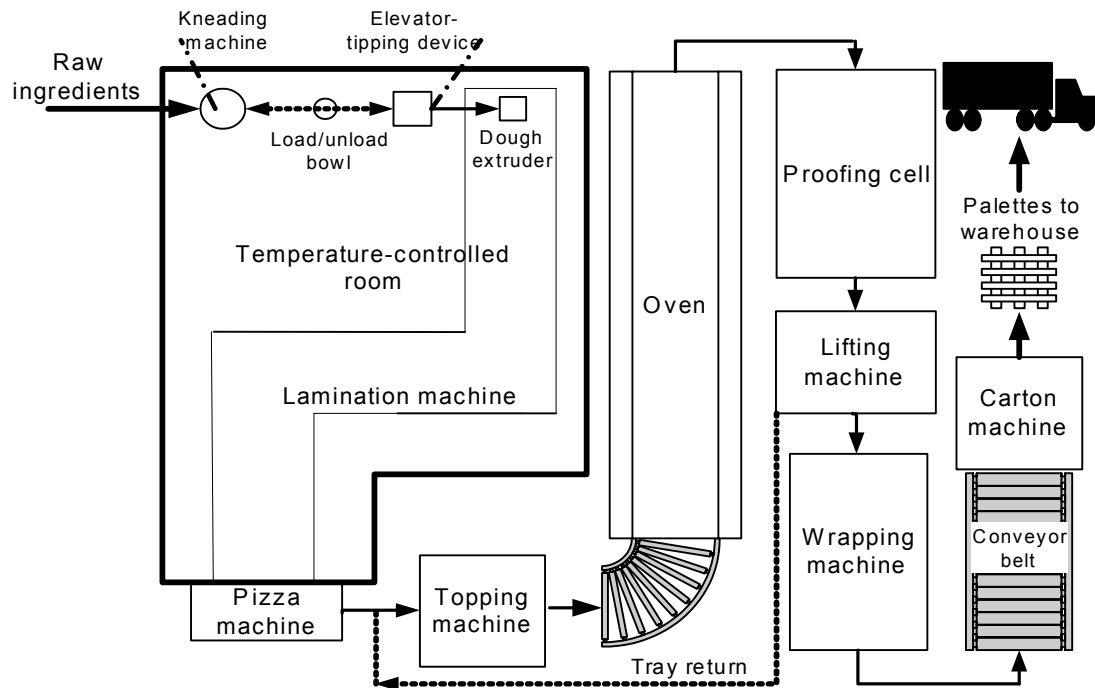 Kneading
machine
Elevator-
tipping device
Raw
ingredients
Load/unload
bowl
Dough
extruder
Temperature-controlled
room
Lamination machine
Pizza
machine
Topping
machine
Oven
Tray return
Proofing cell
Lifting
machine
Wrapping
machine
Palettes to
warehouse
Carton
machine
Conveyor
belt